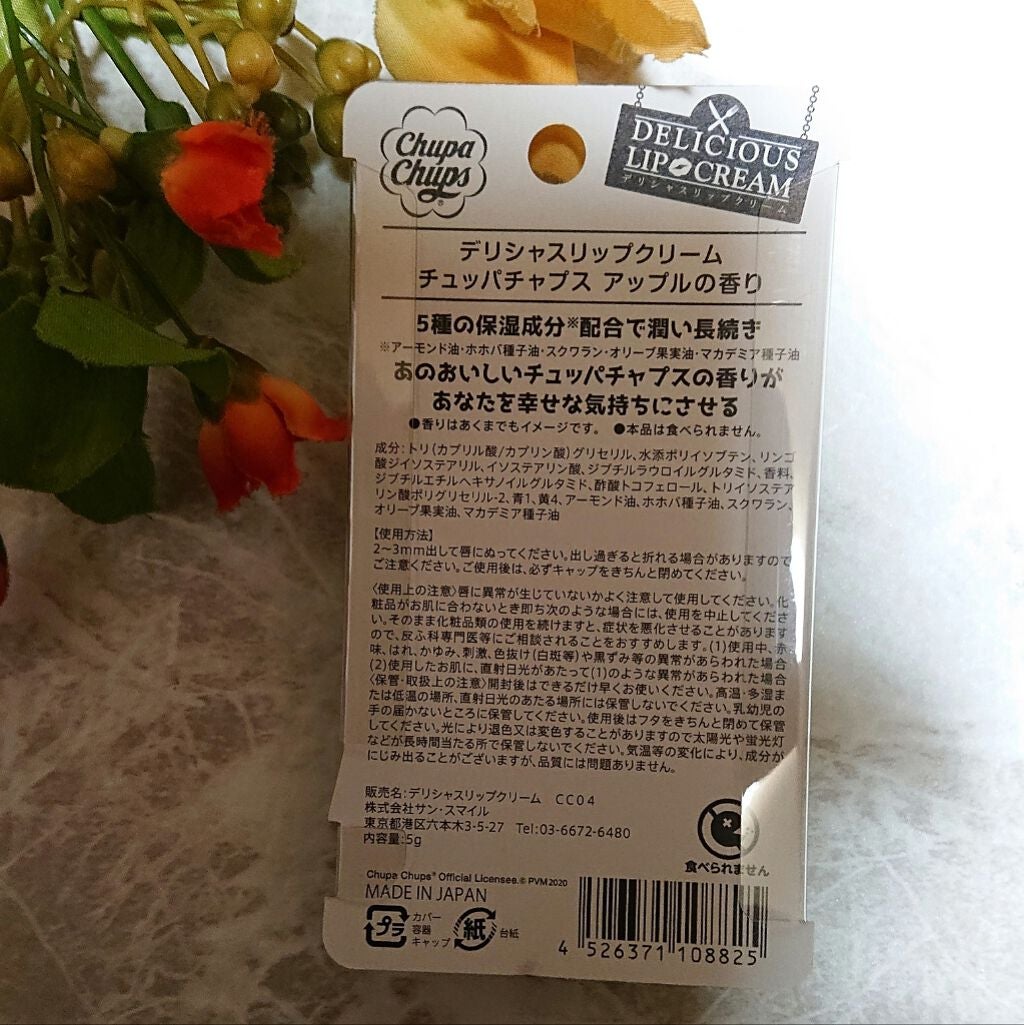 Chupa
Chups®
DELICIOUS
LIP CREAM
デリシャスリップクリーム
デリシャスリップクリーム
チュッパチャプス アップルの香り
5種の保湿成分※配合で潤い長続き
※アーモンド油・ホホバ種子油・スクワラン・オリーブ果実油・マカデミア種子油
あのおいしいチュッパチャプスの香りが
あなたを幸せな気持ちにさせる
●香りはあくまでもイメージです。 ●本品は食べられません。
成分:トリ(カプリル酸/カプリン酸)グリセリル、水添ポリイソブテン、リンゴ
酸ジイソステアリル、イソステアリン酸、ジブチルラウロイルグルタミド、香料、
ジブチルエチルヘキサノイルグルタミド、酢酸トコフェロール、トリイソステア
リン酸ポリグリセリル-2、青1、黄4、アーモンド油、ホホバ種子油、スクワラン、
オリーブ果実油、マカデミア種子油
【使用方法】
2〜3mm出して唇にぬってください。出し過ぎると折れる場合がありますので
ご注意ください。ご使用後は、必ずキャップをきちんと閉めてください。
〈使用上の注意〉唇に異常が生じていないかよく注意して使用してください。化
粧品がお肌に合わないとき即ち次のような場合には、使用を中止してくださ
い。そのまま化粧品類の使用を続けますと、症状を悪化させることがあります
ので、皮ふ科専門医等にご相談されることをおすすめします。(1)使用中、赤
味、はれ、かゆみ、刺激、色抜け(白斑等)や黒ずみ等の異常があらわれた場合
(2)使用したお肌に、直射日光があたって(1)のような異常があらわれた場合
〈保管・取扱上の注意〉開封後はできるだけ早くお使いください。高温・多湿ま
たは低温の場所、直射日光のあたる場所には保管しないでください。乳幼児の
手の届かないところに保管してください。使用後はフタをきちんと閉めて保管
してください。光により退色又は変色することがありますので太陽光や蛍光灯
などが長時間当たる所で保管しないでください。気温等の変化により、成分が
にじみ出ることがございますが、品質には問題ありません。
販売名:デリシャスリップクリーム CC04
株式会社サン・スマイル
東京都港区六本木3-5-27 Tel:03-6672-6480
内容量:5g
食べられません
Chupa Chups® Official Licensee.© PVM 2020
MADE IN JAPAN
プラ
カバー
容器
キャップ
紙
台紙
4 526371 108825